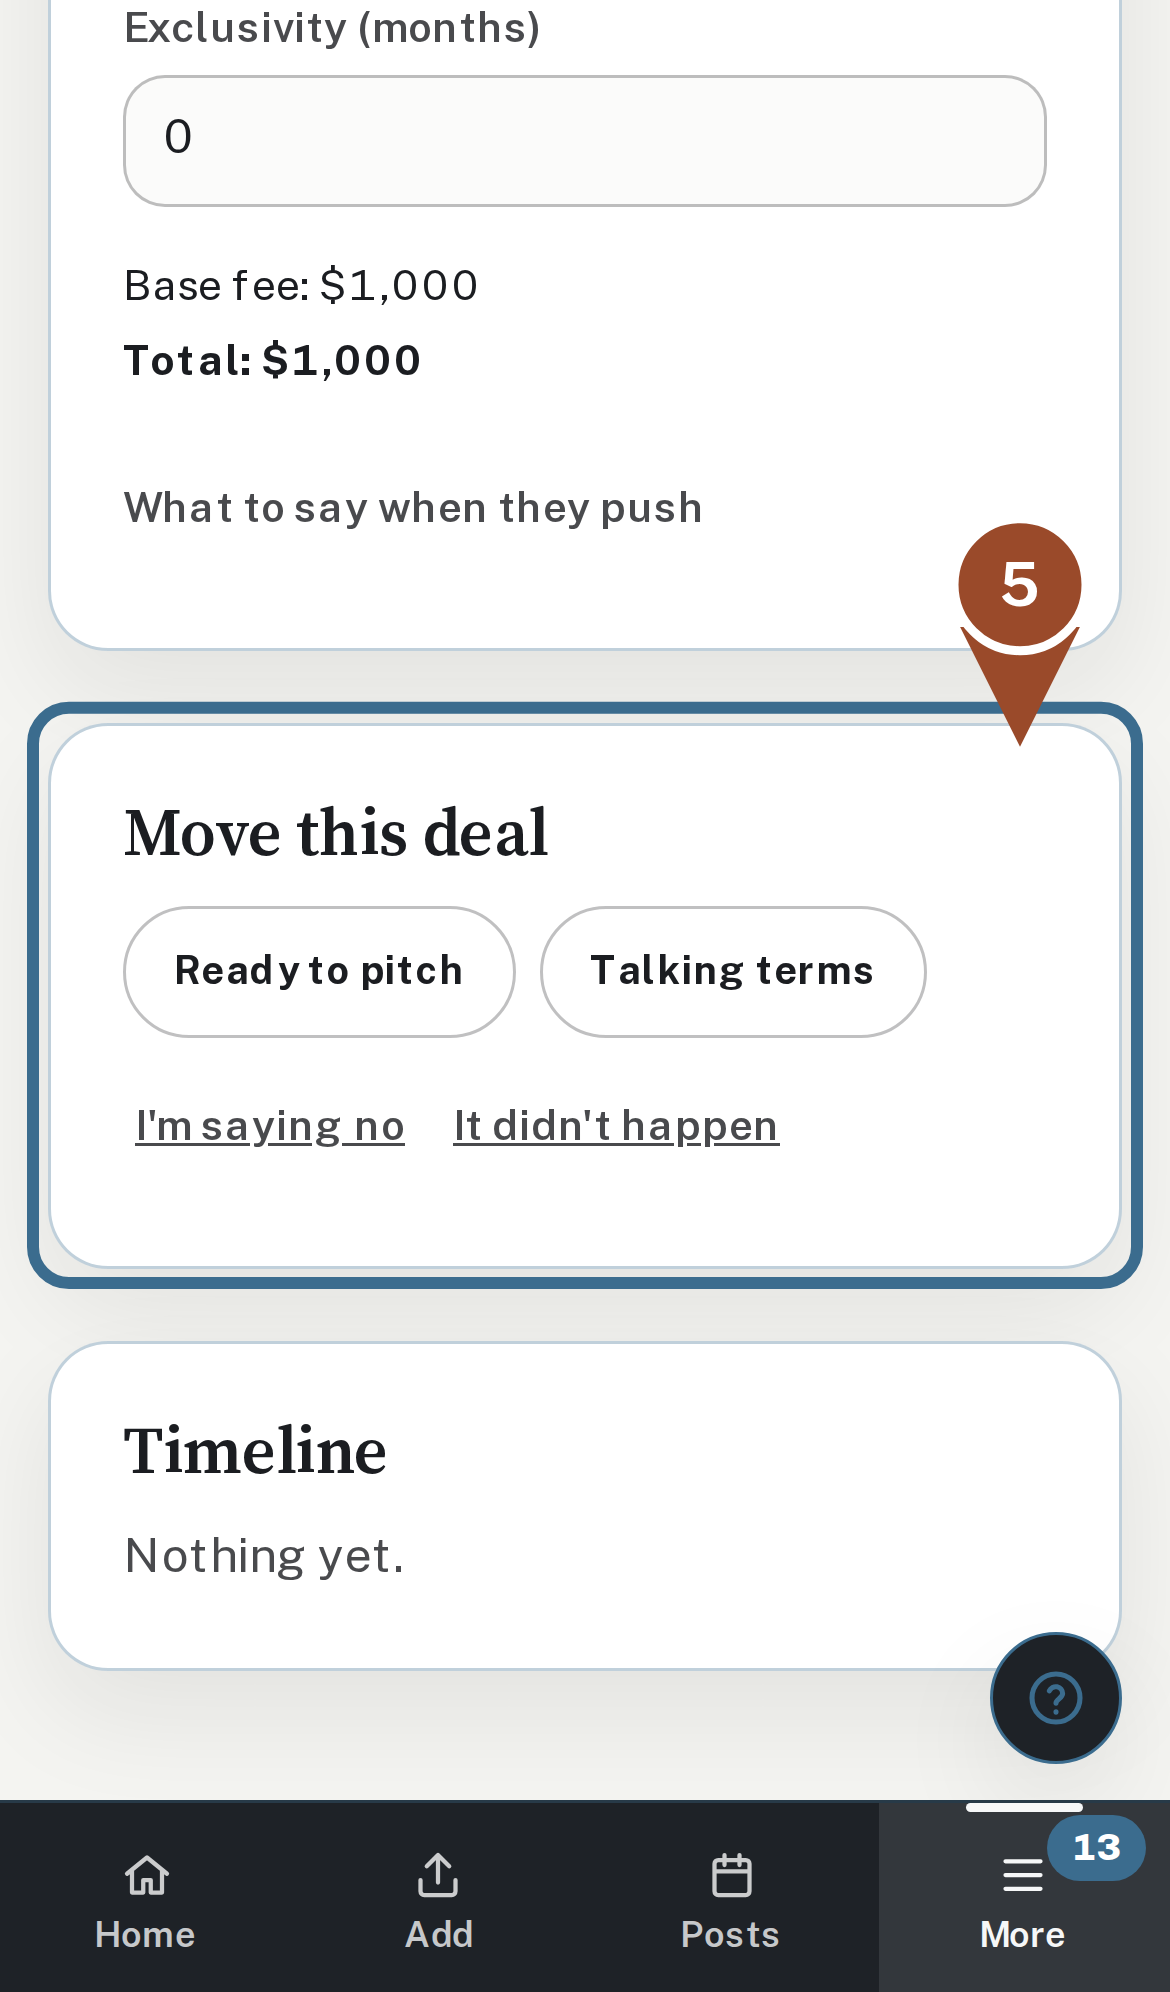 Exclusivity (months)
0
Base fee: $1,000
Total: $1,000
What to say when they push
5
Move this deal
Ready to pitch
Talking terms
I'm saying no
It didn't happen
Timeline
Nothing yet.
?
13
Home
Add
Posts
More